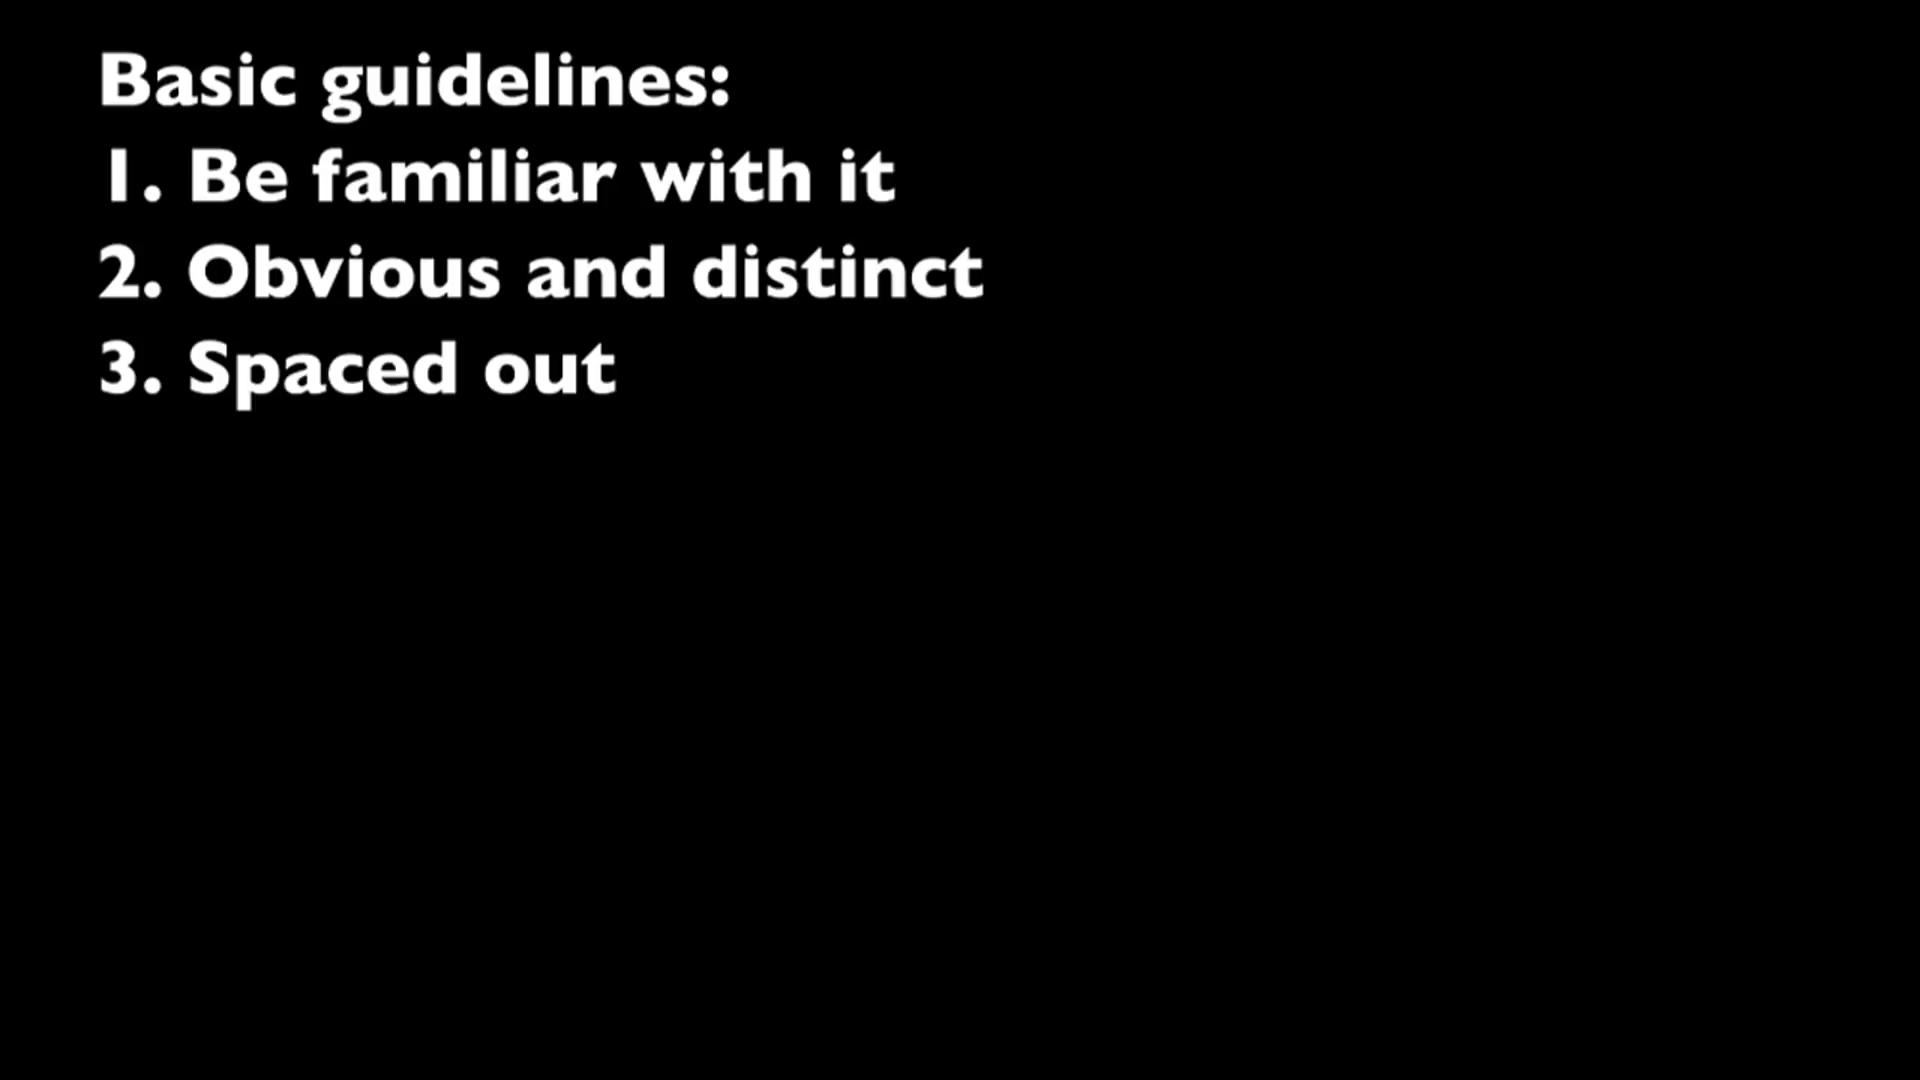 Basic guidelines:
1. Be familiar with it
2. Obvious and distinct
3. Spaced out